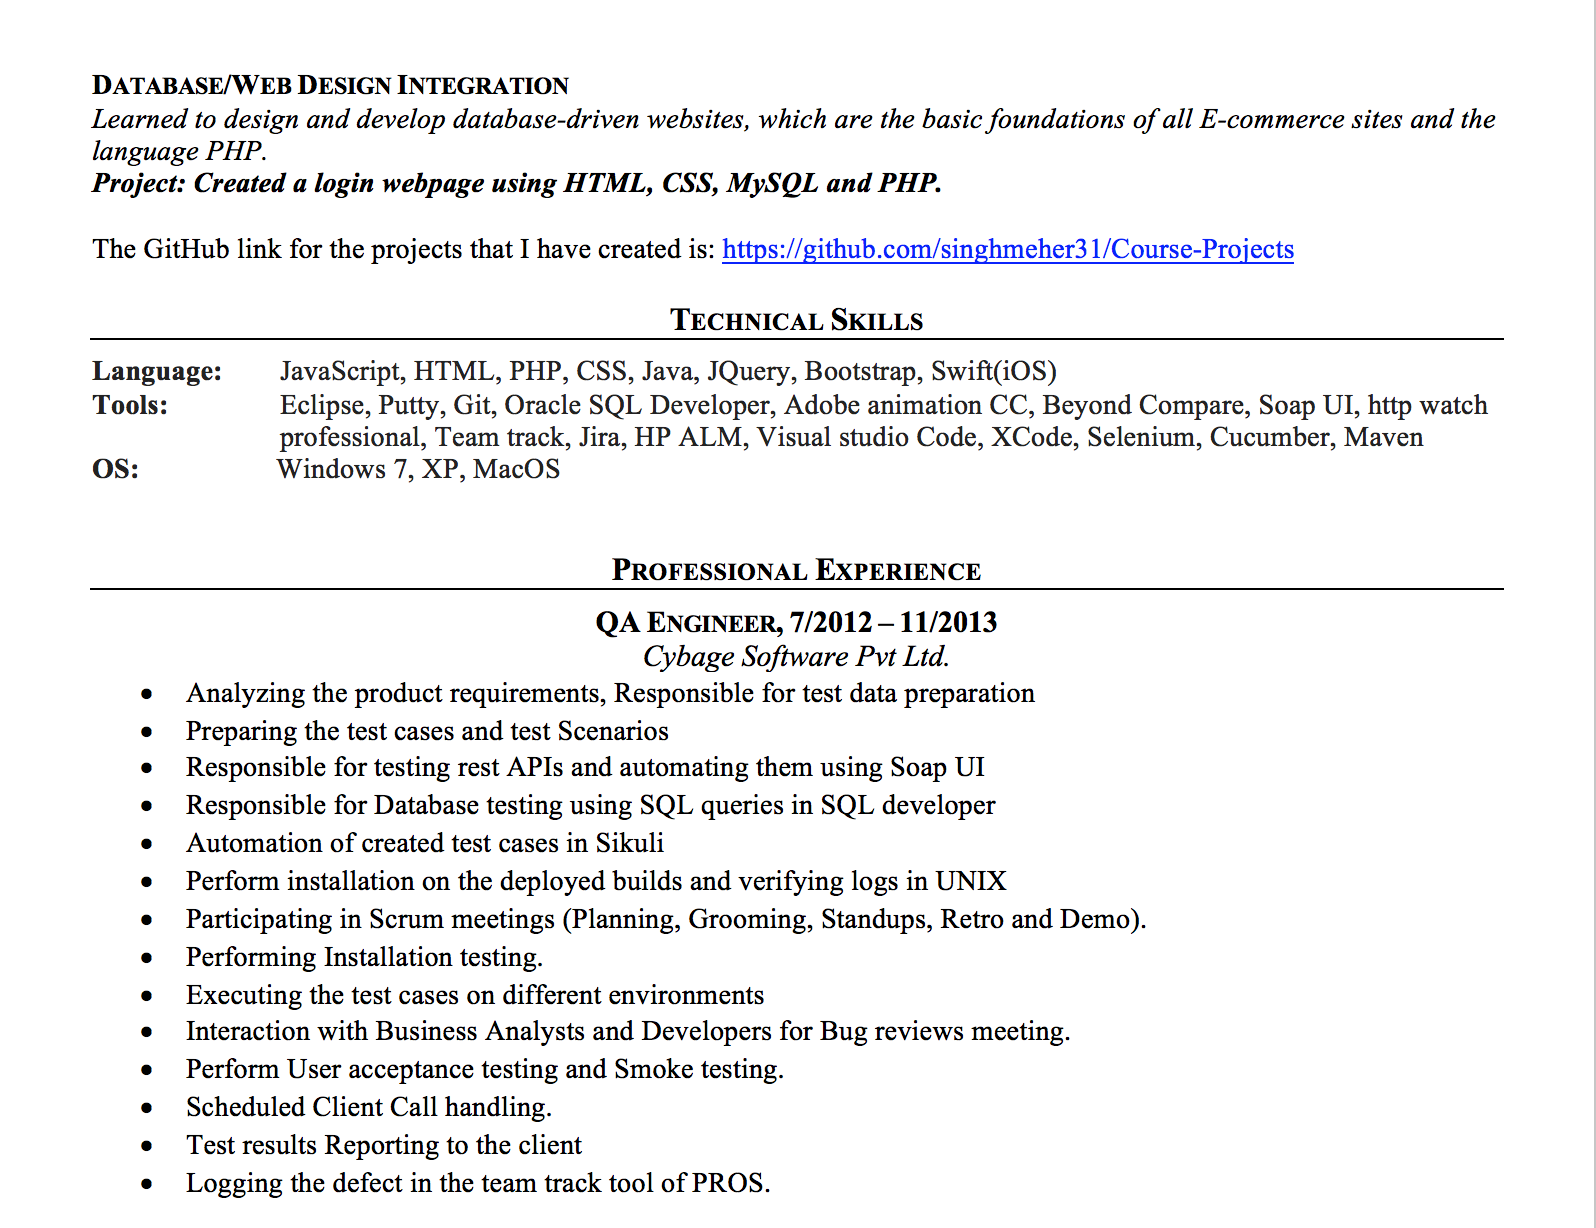 DATABASE/WEB DESIGN INTEGRATION
Learned to design and develop database-driven websites, which are the basic foundations of all E-commerce sites and the
language PHP.
Project: Created a login webpage using HTML, CSS, MySQL and PHP.
The GitHub link for the projects that I have created is: https://github.com/singhmeher31/Course-Projects
TECHNICAL SKILLS
Language: JavaScript, HTML, PHP, CSS, Java, JQuery, Bootstrap, Swift(iOS)
Tools: Eclipse, Putty, Git, Oracle SQL Developer, Adobe animation CC, Beyond Compare, Soap UI, http watch
professional, Team track, Jira, HP ALM, Visual studio Code, XCode, Selenium, Cucumber, Maven
OS: Windows 7, XP, MacOS
PROFESSIONAL EXPERIENCE
QA ENGINEER, 7/2012 – 11/2013
Cybage Software Pvt Ltd.
• Analyzing the product requirements, Responsible for test data preparation
• Preparing the test cases and test Scenarios
• Responsible for testing rest APIs and automating them using Soap UI
• Responsible for Database testing using SQL queries in SQL developer
• Automation of created test cases in Sikuli
• Perform installation on the deployed builds and verifying logs in UNIX
• Participating in Scrum meetings (Planning, Grooming, Standups, Retro and Demo).
• Performing Installation testing.
• Executing the test cases on different environments
• Interaction with Business Analysts and Developers for Bug reviews meeting.
• Perform User acceptance testing and Smoke testing.
• Scheduled Client Call handling.
• Test results Reporting to the client
• Logging the defect in the team track tool of PROS.